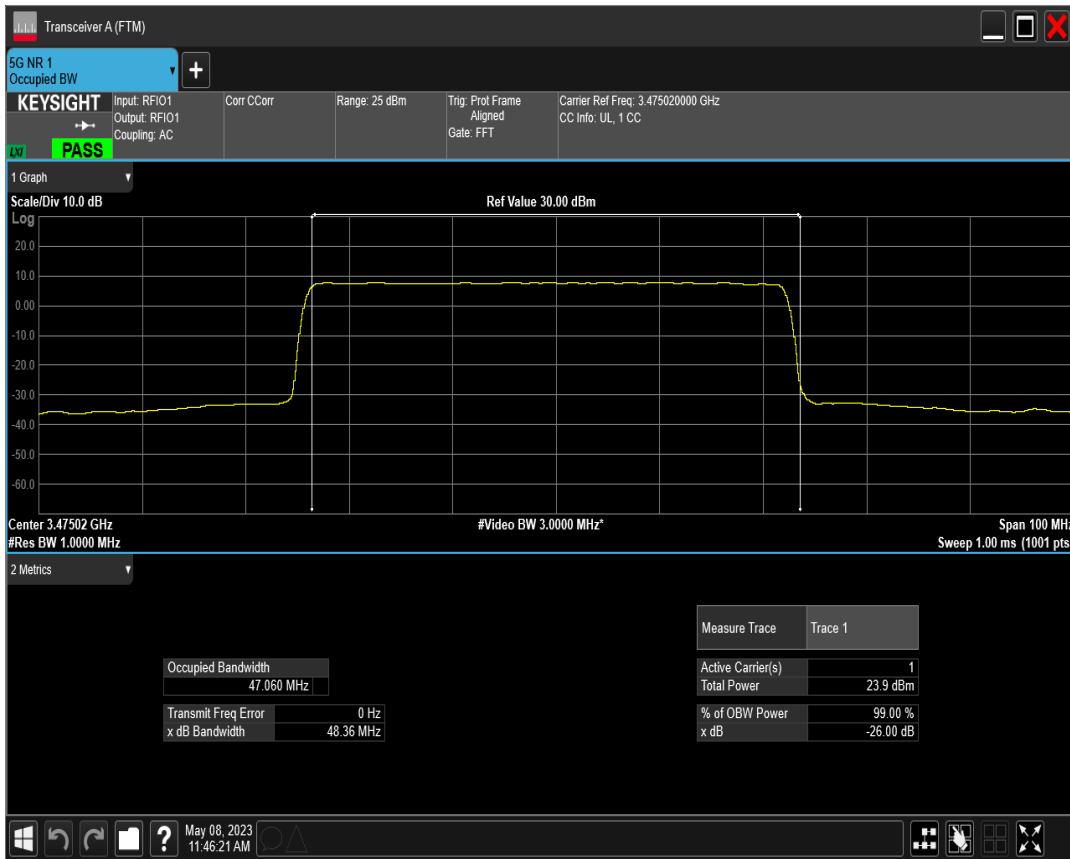 Transceiver A (FTM)
5G NR 1
Occupied BW
+
KEYSIGHT
LXI
PASS
Input: RFIO1
Output: RFIO1
Coupling: AC
Corr CCorr
Range: 25 dBm
Trig: Prot Frame
Aligned
Gate: FFT
Carrier Ref Freq: 3.475020000 GHz
CC Info: UL, 1 CC
1 Graph
Scale/Div 10.0 dB
Ref Value 30.00 dBm
Log
20.0
10.0
0.00
-10.0
-20.0
-30.0
-40.0
-50.0
-60.0
Center 3.47502 GHz
#Video BW 3.0000 MHz*
Span 100 MHz
#Res BW 1.0000 MHz
Sweep 1.00 ms (1001 pts
2 Metrics
Measure Trace
Trace 1
Occupied Bandwidth
47.060 MHz
Active Carrier(s)
1
Total Power
23.9 dBm
Transmit Freq Error
0 Hz
x dB Bandwidth
48.36 MHz
% of OBW Power
99.00 %
x dB
-26.00 dB
?
May 08, 2023
11:46:21 AM